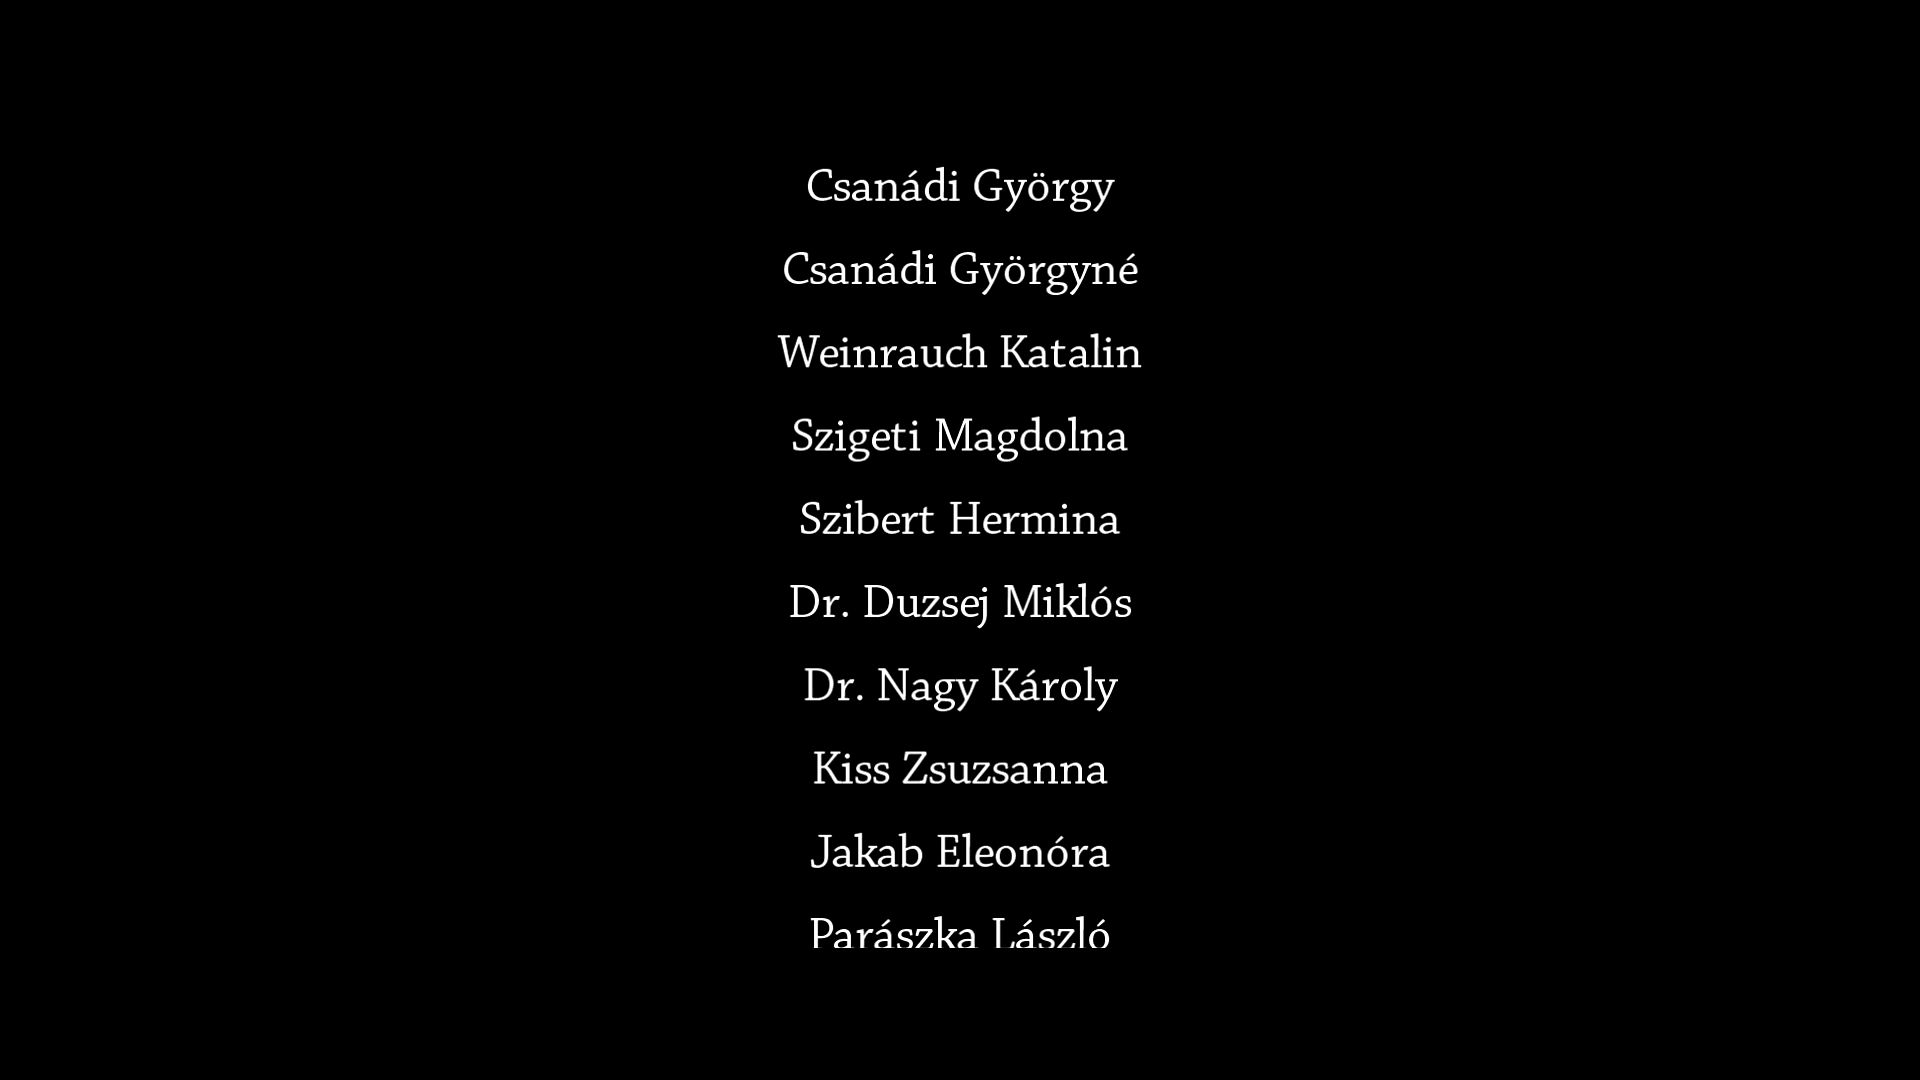 Csanádi György
Csanádi Györgyné
Weinrauch Katalin
Szigeti Magdolna
Szibert Hermina
Dr. Duzsej Miklós
Dr. Nagy Károly
Kiss Zsuzsanna
Jakab Eleonóra
Parászka László